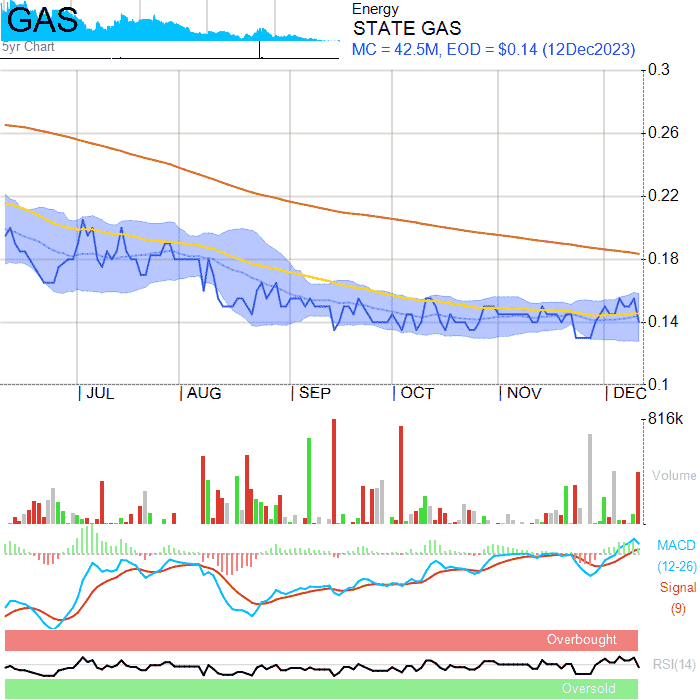 GAS
5yr Chart
Energy
STATE GAS
MC = 42.5M, EOD = $0.14 (12Dec2023)
0.3
0.26
0.22
0.18
0.14
0.1
| JUL | AUG | SEP | OCT | NOV | DEC
816k
Volume
MACD
(12-26)
Signal
(9)
Overbought
RSI(14)
Oversold